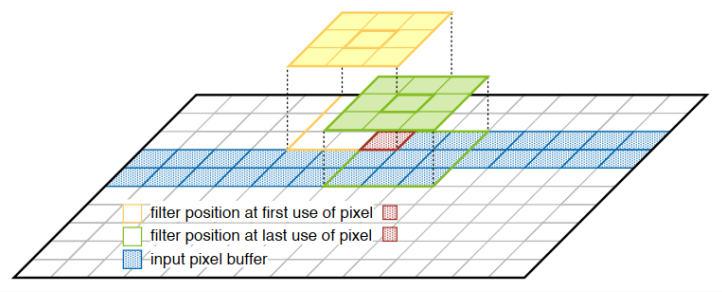 filter position at first use of pixel
filter position at last use of pixel
input pixel buffer